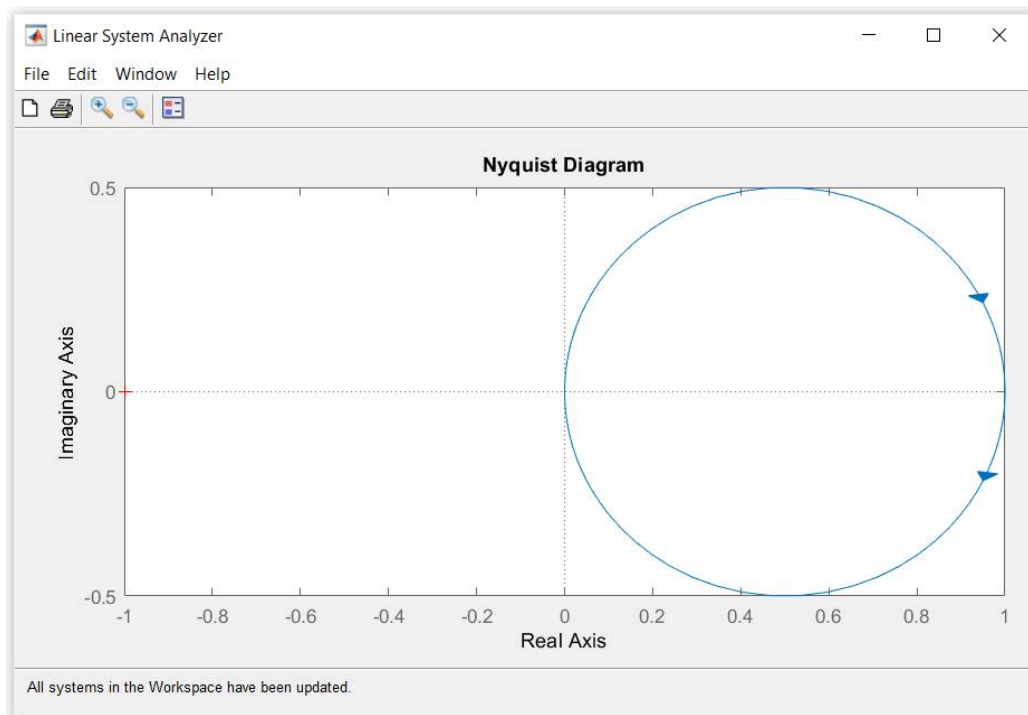 Linear System Analyzer
File Edit Window Help
Nyquist Diagram
0.5
0
-0.5
Imaginary Axis
-1 -0.8 -0.6 -0.4 -0.2 0 0.2 0.4 0.6 0.8 1
Real Axis
All systems in the Workspace have been updated.